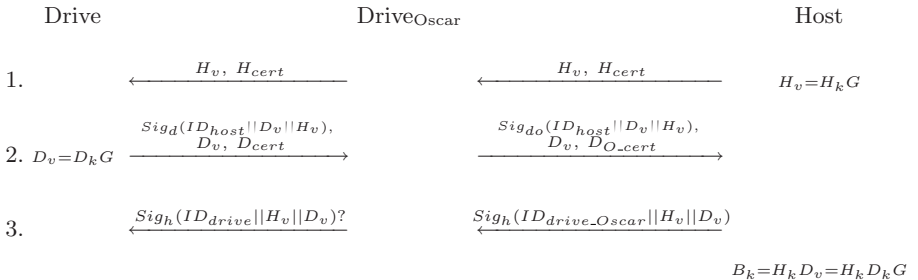 Drive Drive_Oscar Host
1. H_v, H_cert H_v, H_cert H_v=H_kG
Sig_d(ID_host||D_v||H_v), Sig_do(ID_host||D_v||H_v),
2. D_v=D_kG D_v, D_cert D_v, D_O_cert
3. Sig_h(ID_drive||H_v||D_v)? Sig_h(ID_drive_Oscar||H_v||D_v)
B_k=H_kD_v=H_kD_kG